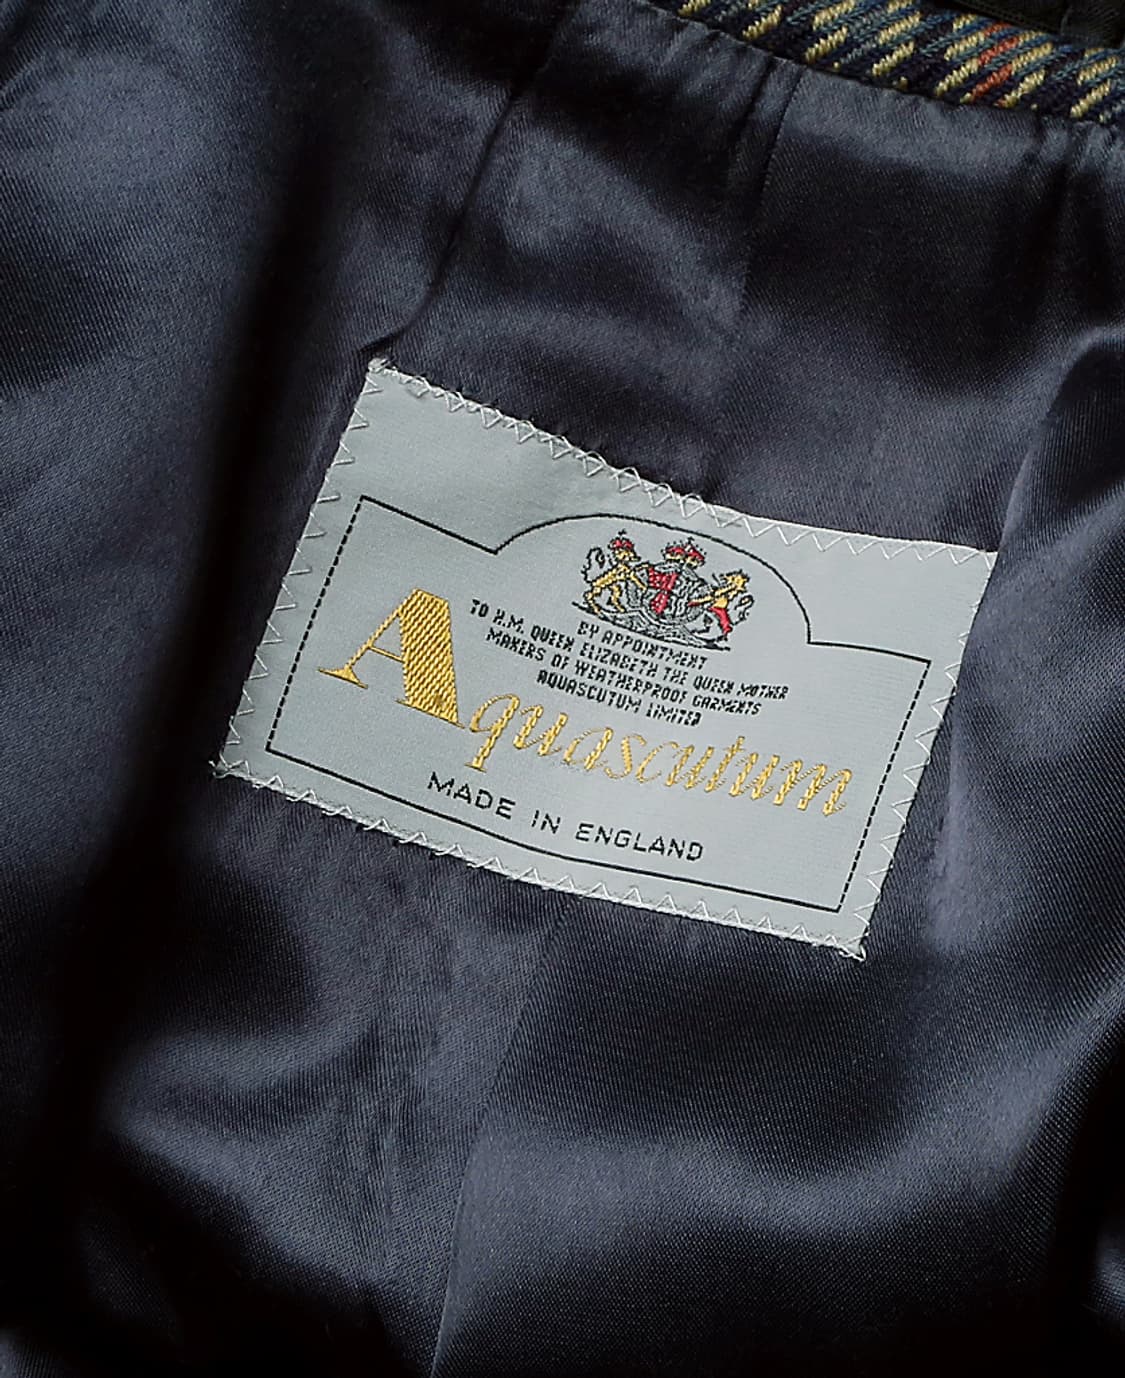 BY APPOINTMENT
TO H.M. QUEEN ELIZABETH THE QUEEN MOTHER
MAKERS OF WEATHERPROOF GARMENTS
AQUASCUTUM LIMITED
Aquascutum
MADE IN ENGLAND